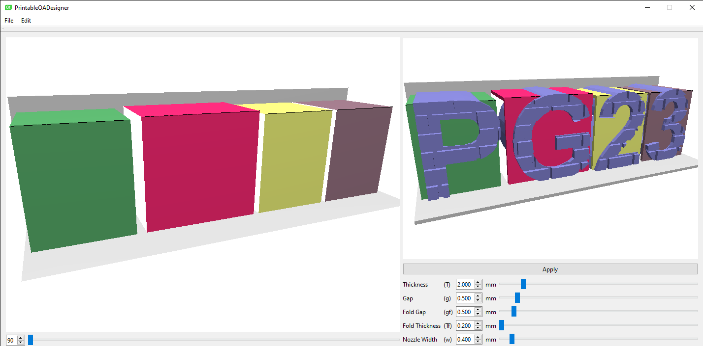 PrintableOADesigner
File Edit
PG23
Apply
Thickness (T) 2.000 mm
Gap (g) 0.500 mm
Fold Gap (gf) 0.500 mm
Fold Thickness (Tf) 0.200 mm
90
Nozzle Width (w) 0.400 mm